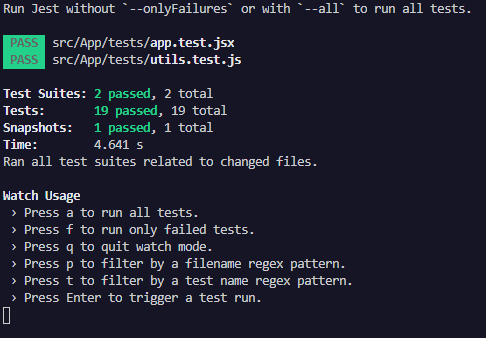 Run Jest without `--onlyFailures` or with `--all` to run all tests.
PASS src/App/tests/app.test.jsx
PASS src/App/tests/utils.test.js
Test Suites: 2 passed, 2 total
Tests: 19 passed, 19 total
Snapshots: 1 passed, 1 total
Time: 4.641 s
Ran all test suites related to changed files.
Watch Usage
› Press a to run all tests.
› Press f to run only failed tests.
› Press q to quit watch mode.
› Press p to filter by a filename regex pattern.
› Press t to filter by a test name regex pattern.
› Press Enter to trigger a test run.